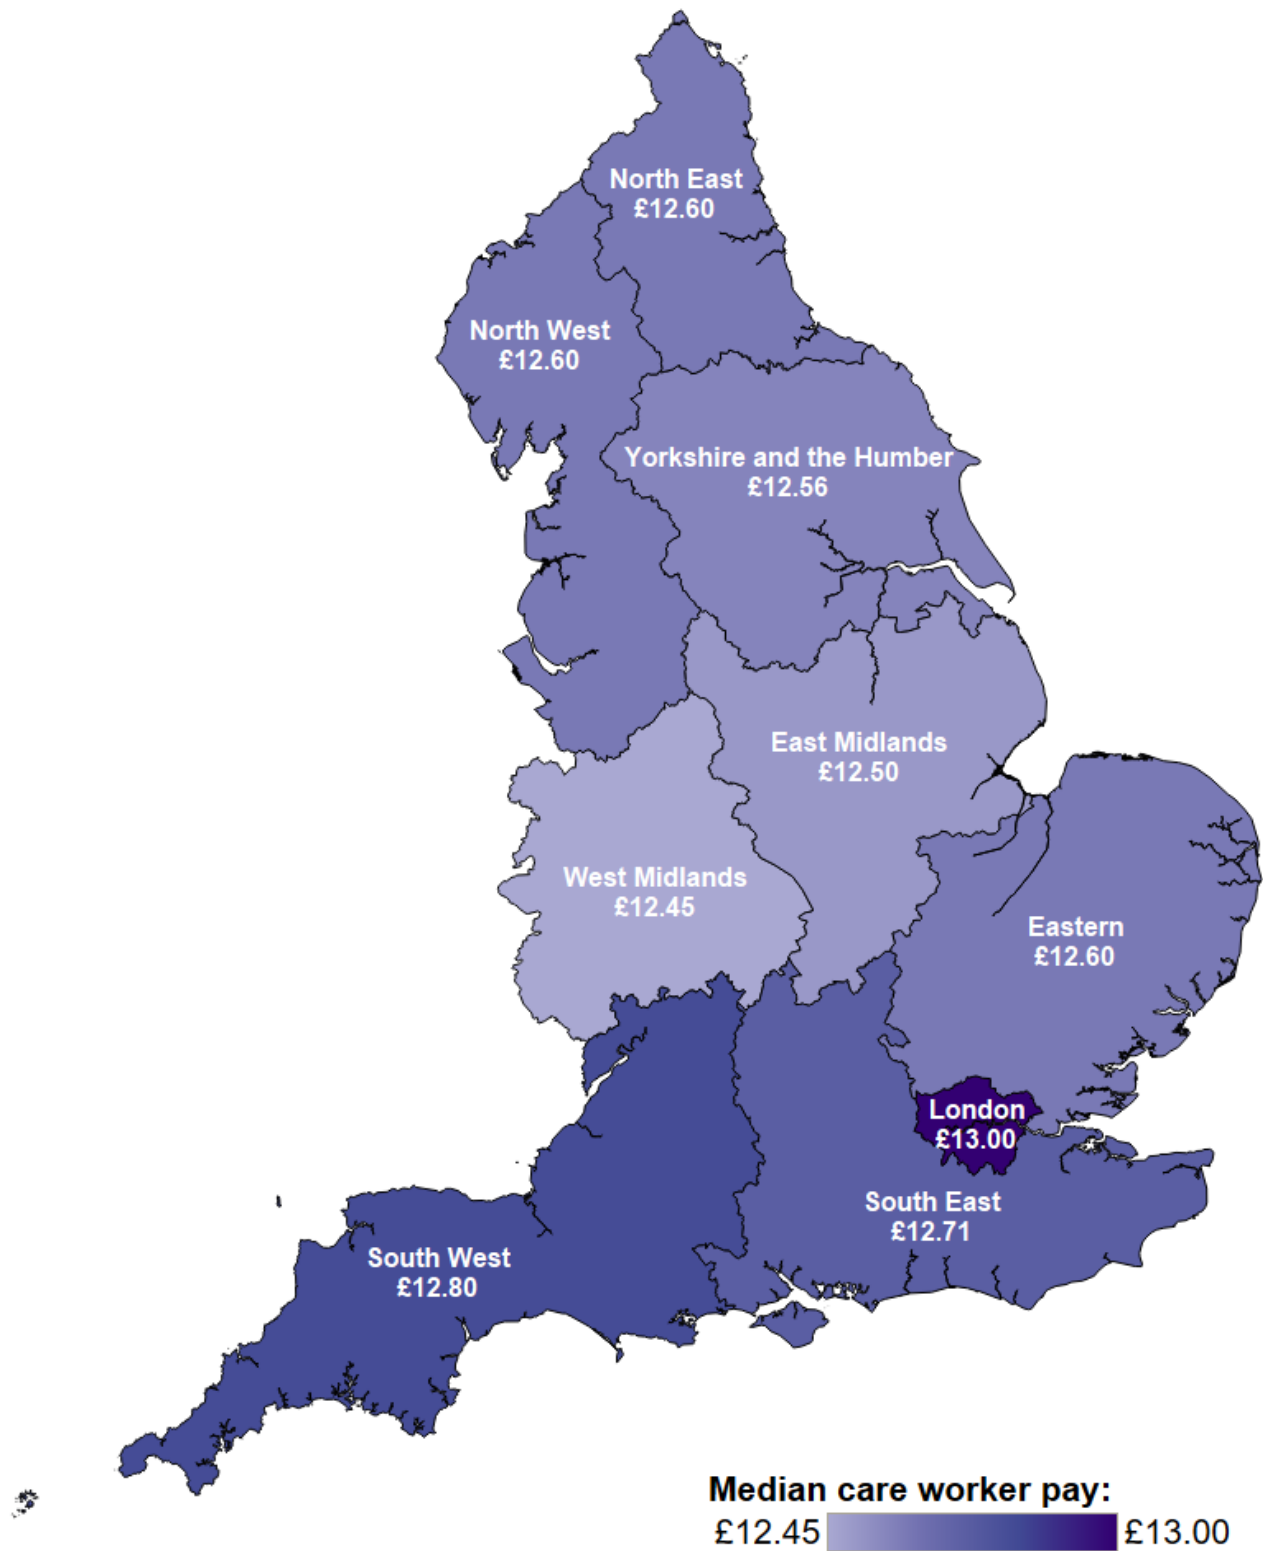 North East
£12.60
North West
£12.60
Yorkshire and the Humber
£12.56
East Midlands
£12.50
West Midlands
£12.45
Eastern
£12.60
London
£13.00
South East
£12.71
South West
£12.80
Median care worker pay:
£12.45 £13.00